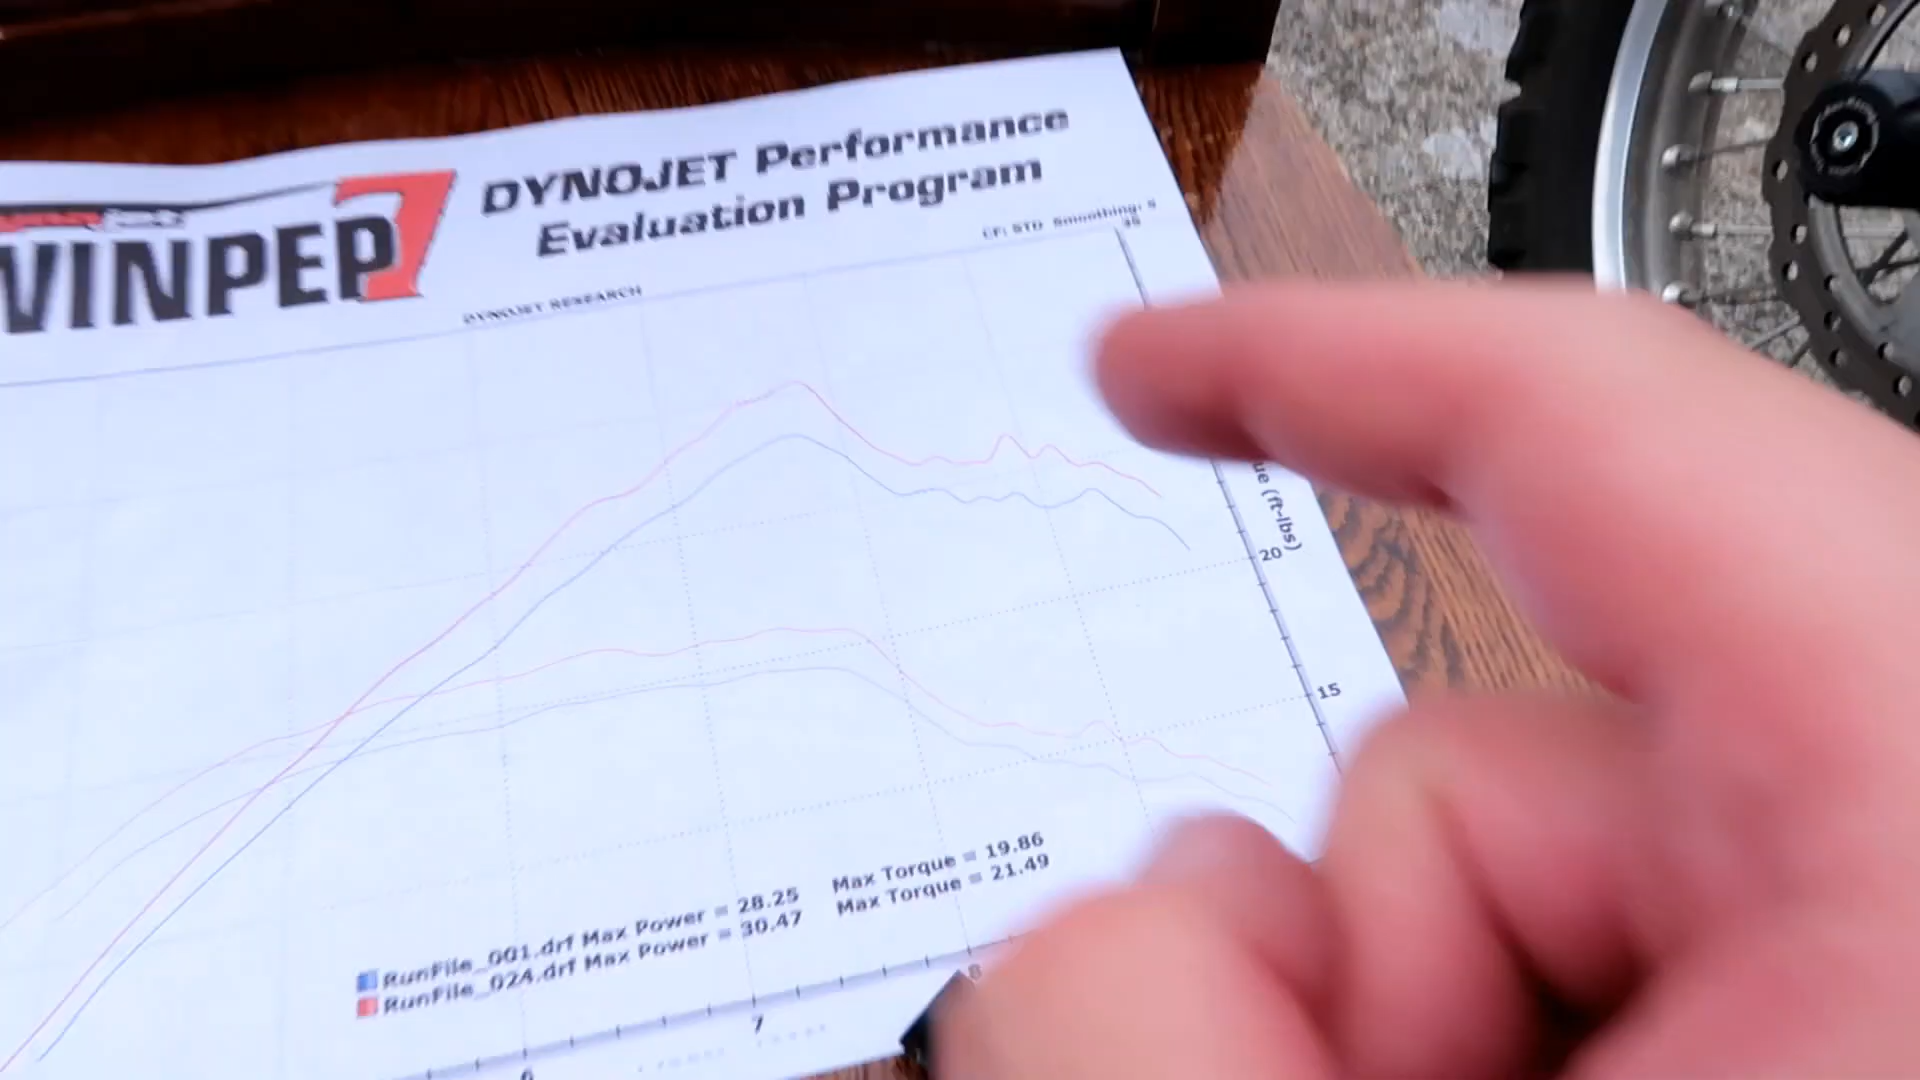 WINPEP7
DYNOJET Performance
Evaluation Program
CF: STD Smoothing: 5
DYNOJET RESEARCH
35
ue (ft-lbs)
20
15
RunFile_001.drf Max Power = 28.25 Max Torque = 19.86
RunFile_024.drf Max Power = 30.47 Max Torque = 21.49
6
7
8